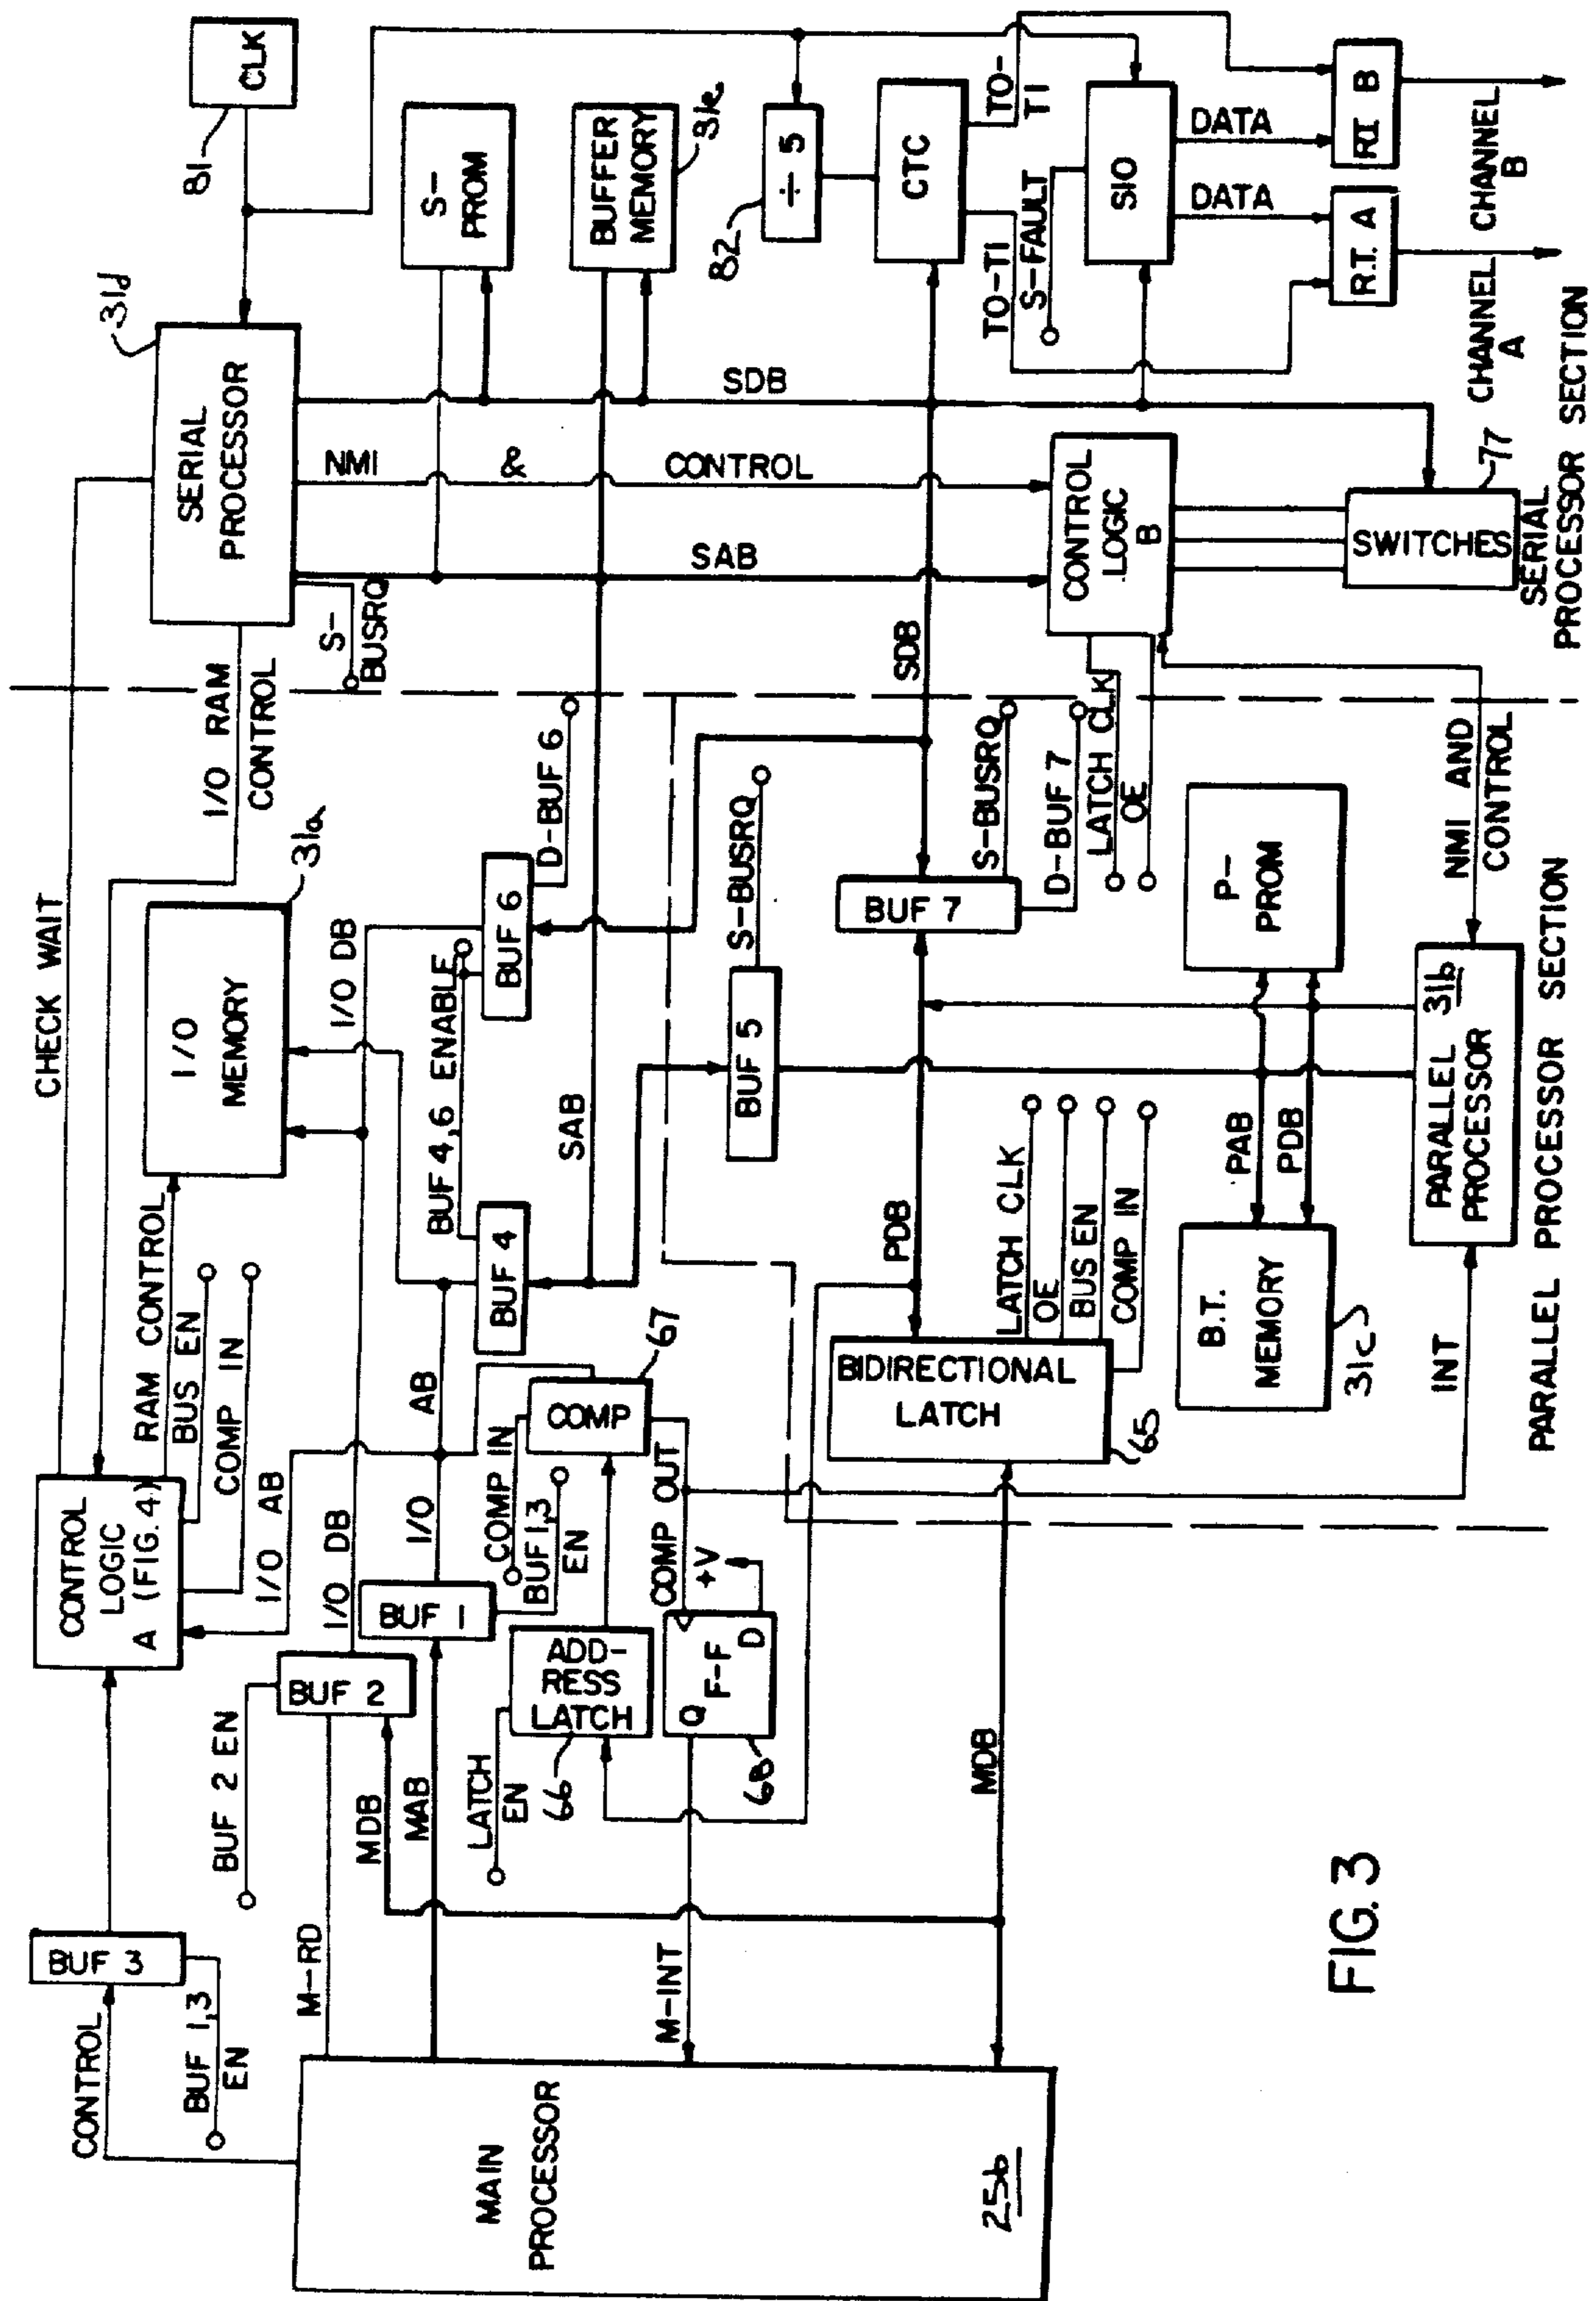 CONTROL
BUF 3
BUF 1,3
EN
MAIN
PROCESSOR
25b
M-RD
MDB
MAB
M-INT
MDB
BUF 2 EN
BUF 2
LATCH
EN
66
ADD-
RESS
LATCH
BUF 1
Q
F-F
D
68
+V
CONTROL
LOGIC
A (FIG. 4)
I/O AB
I/O DB
I/O
AB
COMP IN
BUF 1,3
EN
COMP OUT
COMP
67
RAM CONTROL
BUS EN
COMP IN
CHECK WAIT
I/O
MEMORY
31a
I/O RAM
CONTROL
I/O DB
BUF 4
BUF 4,6 ENABLE
BUF 6
D-BUF 6
SAB
BUF 5
S-BUSRQ
PDB
BIDIRECTIONAL
LATCH
65
LATCH CLK
OE
BUS EN
COMP IN
BUF 7
S-BUSRQ
D-BUF 7
LATCH CLK
OE
SDB
PAB
PDB
B.T.
MEMORY
31c
P-
PROM
INT
PARALLEL
PROCESSOR
31b
NMI AND
CONTROL
PARALLEL PROCESSOR SECTION
SERIAL
PROCESSOR
31d
S-
BUSRQ
81
CLK
S-
PROM
BUFFER
MEMORY
31e
SAB
NMI & CONTROL
SDB
82
÷ 5
CTC
TO-TI
TO-
TI
S-FAULT
SIO
DATA
DATA
CONTROL
LOGIC
B
SWITCHES
77
R.T. A
RI B
CHANNEL
A
CHANNEL
B
SERIAL
PROCESSOR SECTION
FIG. 3